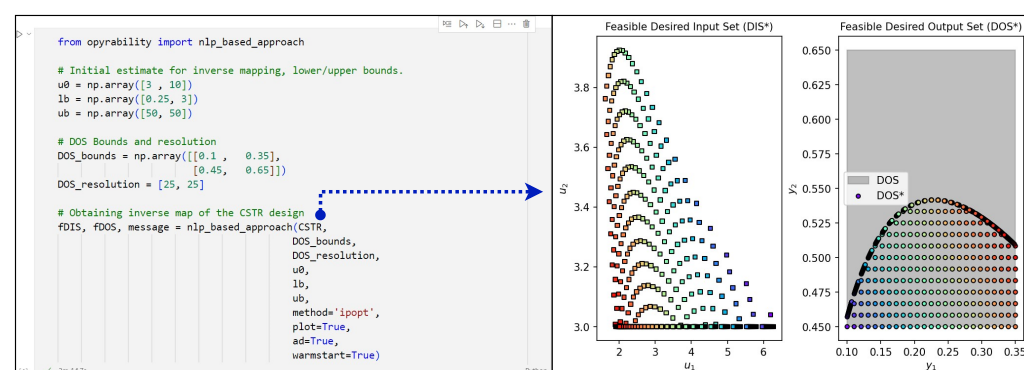 from opyrability import nlp_based_approach
# Initial estimate for inverse mapping, lower/upper bounds.
u0 = np.array([3 , 10])
lb = np.array([0.25, 3])
ub = np.array([50, 50])
# DOS Bounds and resolution
DOS_bounds = np.array([[0.1 ,   0.35],
[0.45,   0.65]])
DOS_resolution = [25, 25]
# Obtaining inverse map of the CSTR design
fDIS, fDOS, message = nlp_based_approach(CSTR,
DOS_bounds,
DOS_resolution,
u0,
lb,
ub,
method='ipopt',
plot=True,
ad=True,
warmstart=True)
Feasible Desired Input Set (DIS*)
u2
3.8
3.6
3.4
3.2
3.0
2 3 4 5 6
u1
Feasible Desired Output Set (DOS*)
y2
0.650
0.625
0.600
0.575
0.550
0.525
0.500
0.475
0.450
DOS
DOS*
0.10 0.15 0.20 0.25 0.30 0.35
y1